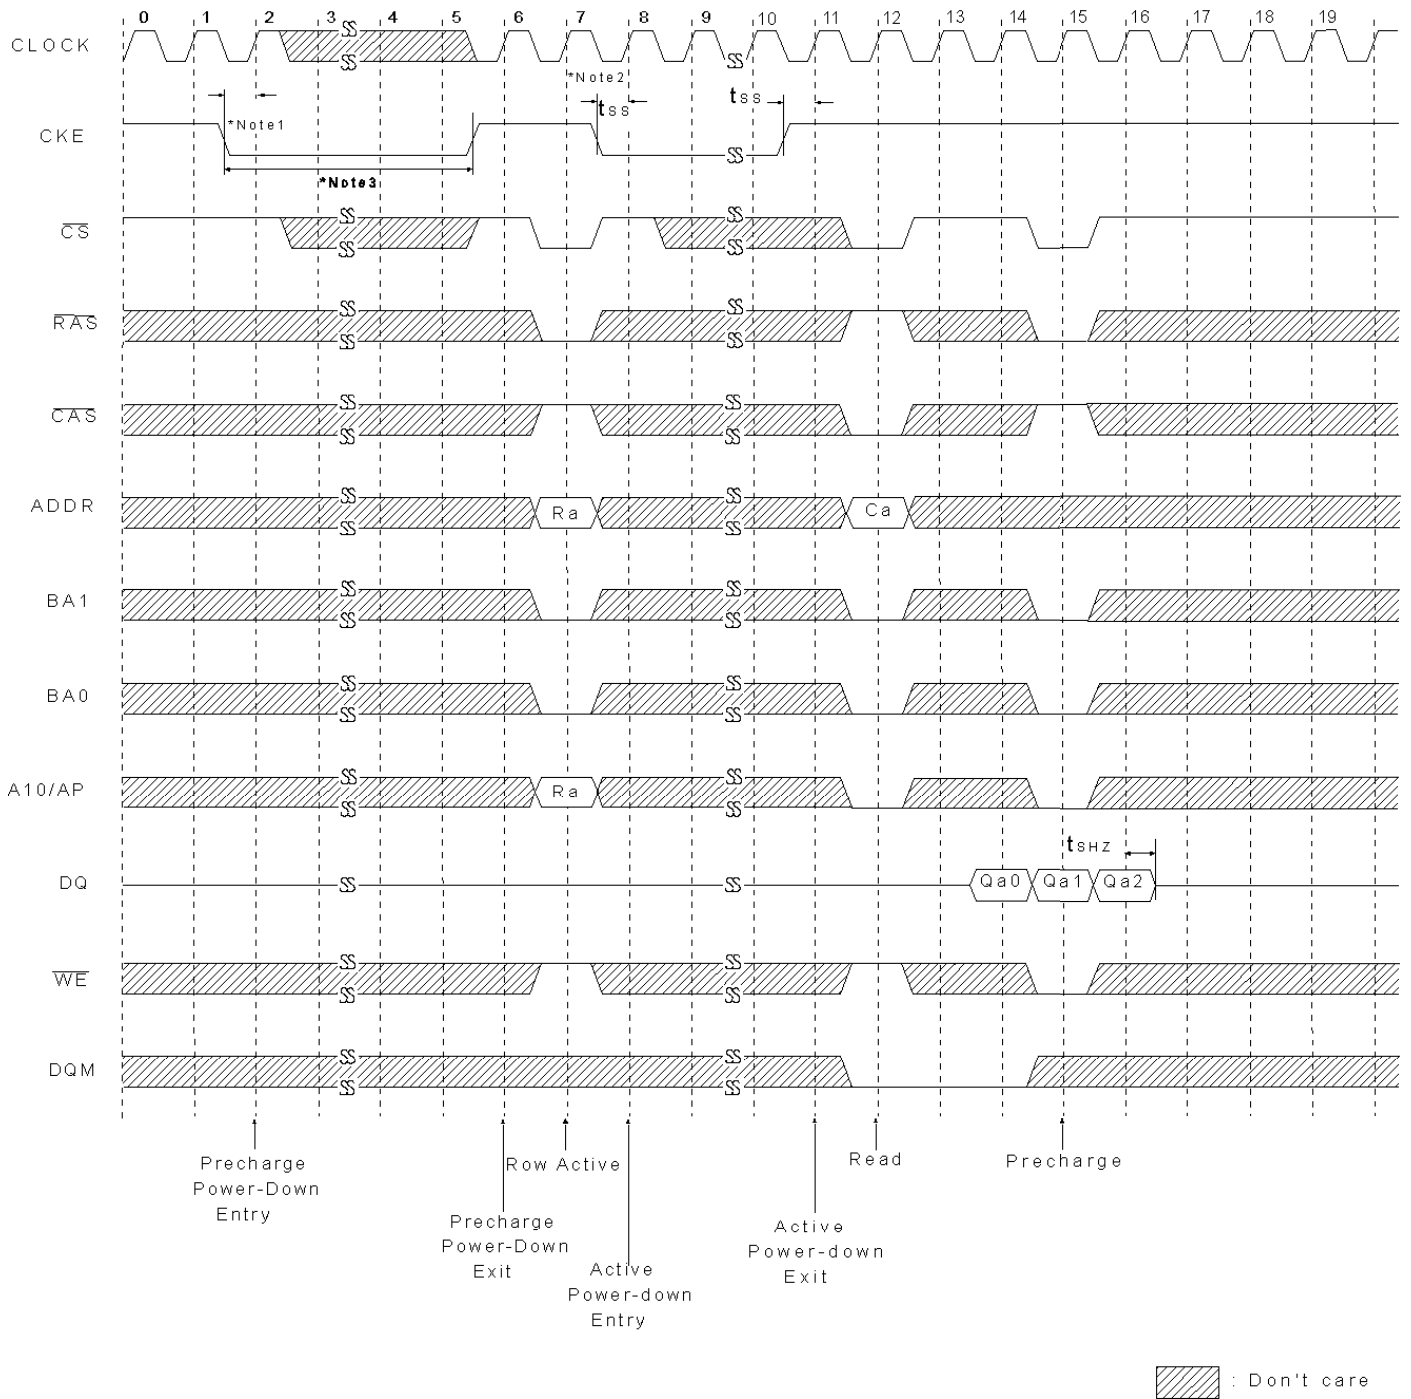 0 1 2 3 4 5 6 7 8 9 10 11 12 13 14 15 16 17 18 19
CLOCK
*Note2
tSS
tSS
*Note1
CKE
*Note3
CS
RAS
CAS
ADDR Ra Ca
BA1
BA0
A10/AP Ra
tSHZ
DQ Qa0 Qa1 Qa2
WE
DQM
Precharge
Power-Down
Entry
Row Active
Precharge
Power-Down
Exit
Active
Power-down
Entry
Active
Power-down
Exit
Read
Precharge
: Don't care